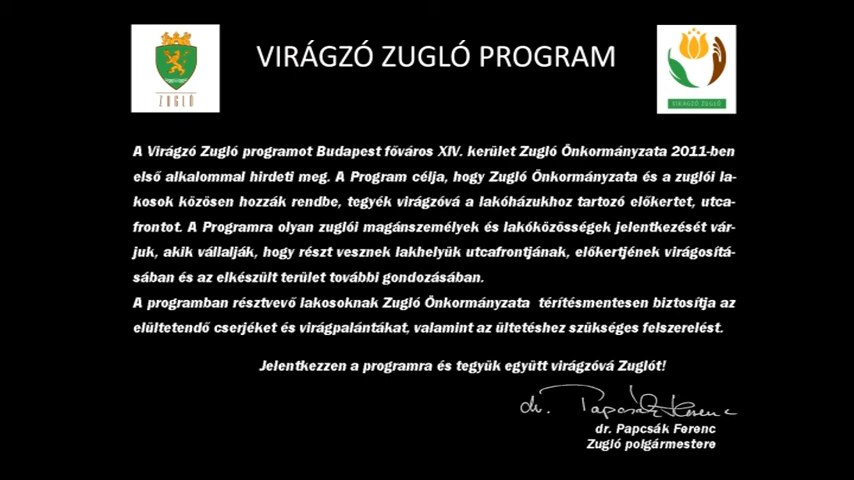 VIRÁGZÓ ZUGLÓ PROGRAM
ZUGLÓ
VIRÁGZÓ ZUGLÓ
A Virágzó Zugló programot Budapest főváros XIV. kerület Zugló Önkormányzata 2011-ben
első alkalommal hirdeti meg. A Program célja, hogy Zugló Önkormányzata és a zuglói la-
kosok közösen hozzák rendbe, tegyék virágzóvá a lakóházukhoz tartozó előkertet, utca-
frontot. A Programra olyan zuglói magánszemélyek és lakóközösségek jelentkezését vár-
juk, akik vállalják, hogy részt vesznek lakhelyük utcafrontjának, előkertjének virágosítá-
sában és az elkészült terület további gondozásában.
A programban résztvevő lakosoknak Zugló Önkormányzata térítésmentesen biztosítja az
elültetendő cserjéket és virágpalántákat, valamint az ültetéshez szükséges felszerelést.
Jelentkezzen a programra és tegyük együtt virágzóvá Zuglót!
dr. Papcsák Ferenc
dr. Papcsák Ferenc
Zugló polgármestere